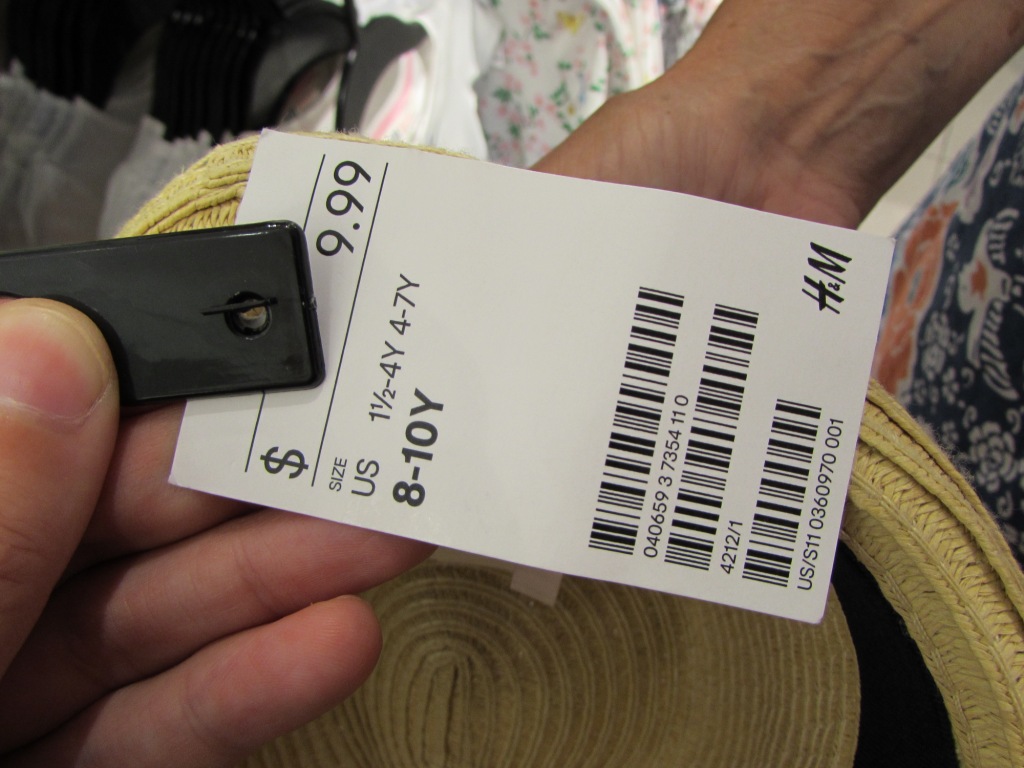 H&M
$ 9.99
SIZE
US 1½-4Y 4-7Y
8-10Y
040659 3 7354 11 0
4212/1
US/S11 0360970 001